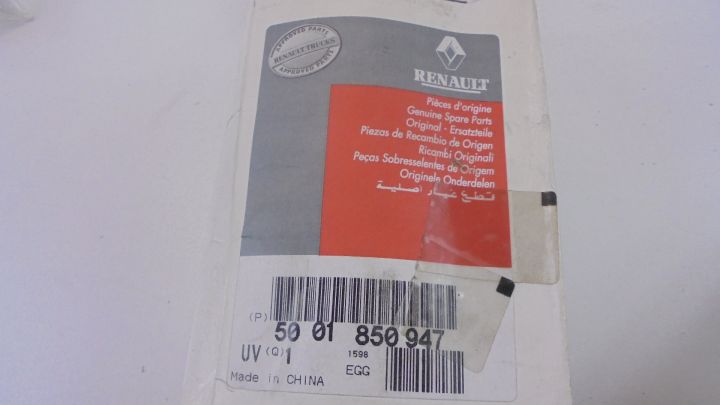 APPROVED PARTS
RENAULT TRUCKS
APPROVED PARTS
RENAULT
Pièces d'origine
Genuine Spare Parts
Original - Ersatzteile
Piezas de Recambio de Origen
Ricambi Originali
Peças Sobresselentes de Origem
Originele Onderdelen
قطع غيار أصلية
(P) 50 01 850 947
UV (Q) 1 1598
EGG
Made in CHINA